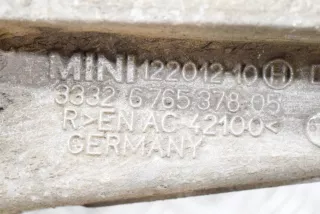 MINI 122012-10 H D
3332 6 765 378-05
R>EN AC-42100<
GERMANY